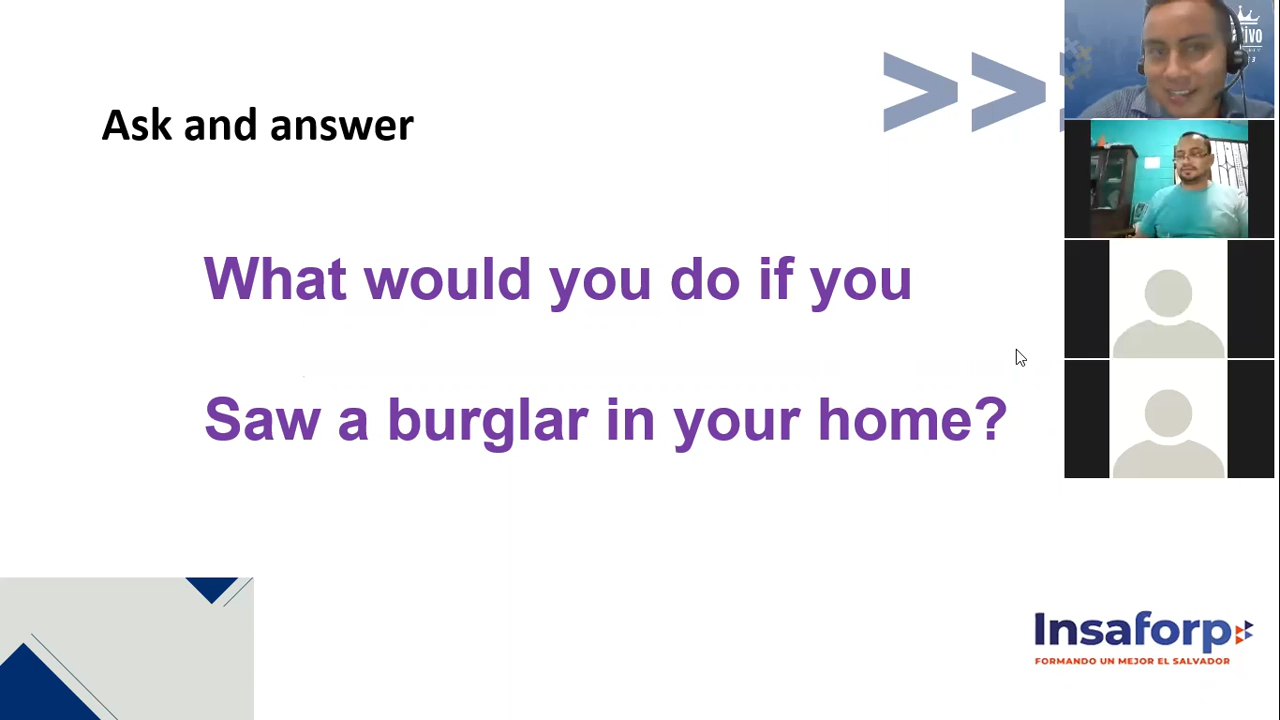 Ask and answer
What would you do if you
Saw a burglar in your home?
Insaforp
FORMANDO UN MEJOR EL SALVADOR